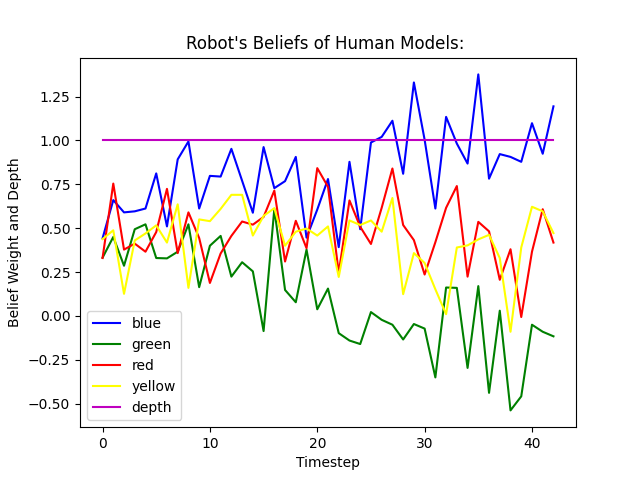 Robot's Beliefs of Human Models:
Belief Weight and Depth
1.25
1.00
0.75
0.50
0.25
0.00
−0.25
−0.50
blue
green
red
yellow
depth
0
10
20
30
40
Timestep